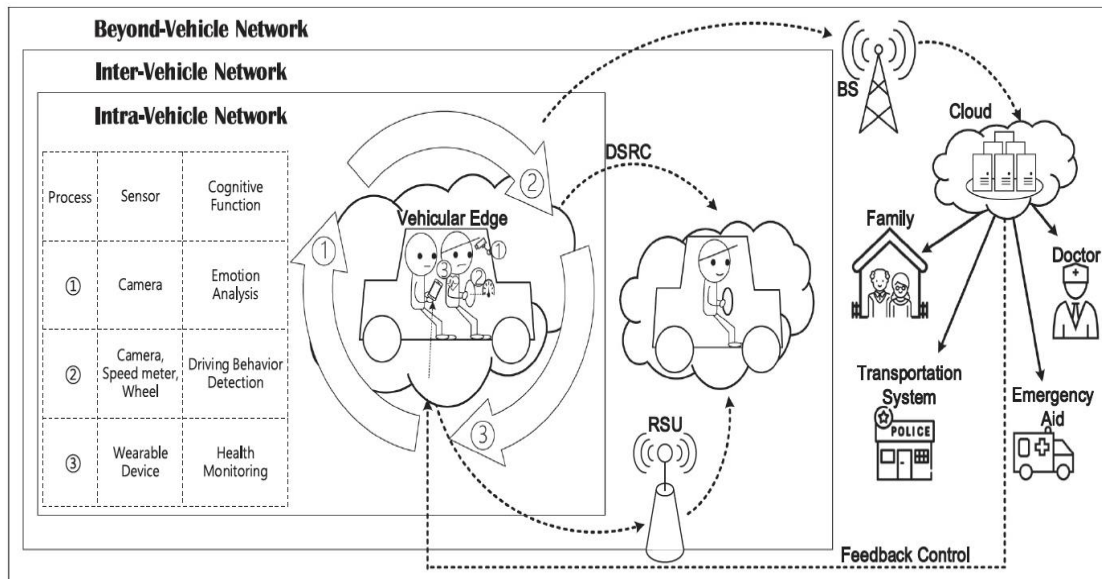 Beyond-Vehicle Network
Inter-Vehicle Network
Intra-Vehicle Network
Process
Sensor
Cognitive
Function
①
Camera
Emotion
Analysis
②
Camera,
Speed meter,
Wheel
Driving Behavior
Detection
③
Wearable
Device
Health
Monitoring
①
②
③
Vehicular Edge
①
②
③
DSRC
RSU
BS
Cloud
Family
Doctor
Transportation
System
POLICE
Emergency
Aid
Feedback Control